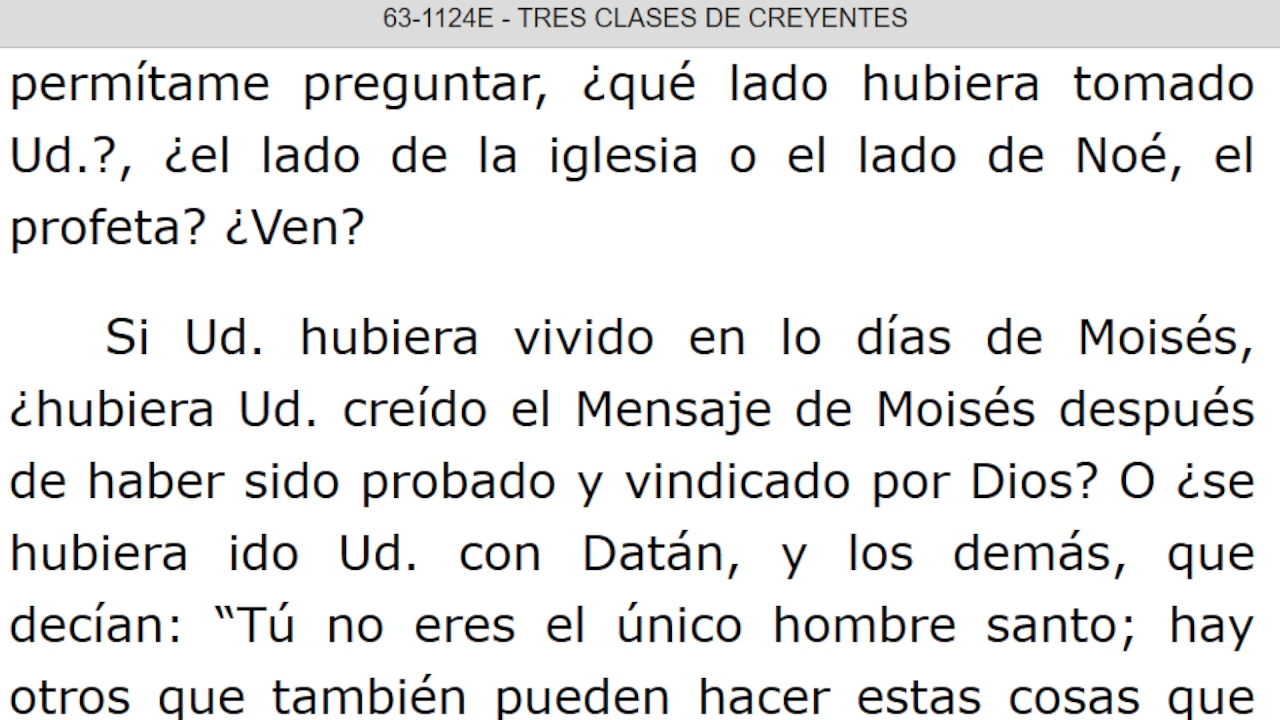 63-1124E - TRES CLASES DE CREYENTES
permítame preguntar, ¿qué lado hubiera tomado
Ud.?, ¿el lado de la iglesia o el lado de Noé, el
profeta? ¿Ven?
Si Ud. hubiera vivido en lo días de Moisés,
¿hubiera Ud. creído el Mensaje de Moisés después
de haber sido probado y vindicado por Dios? O ¿se
hubiera ido Ud. con Datán, y los demás, que
decían: “Tú no eres el único hombre santo; hay
otros que también pueden hacer estas cosas que